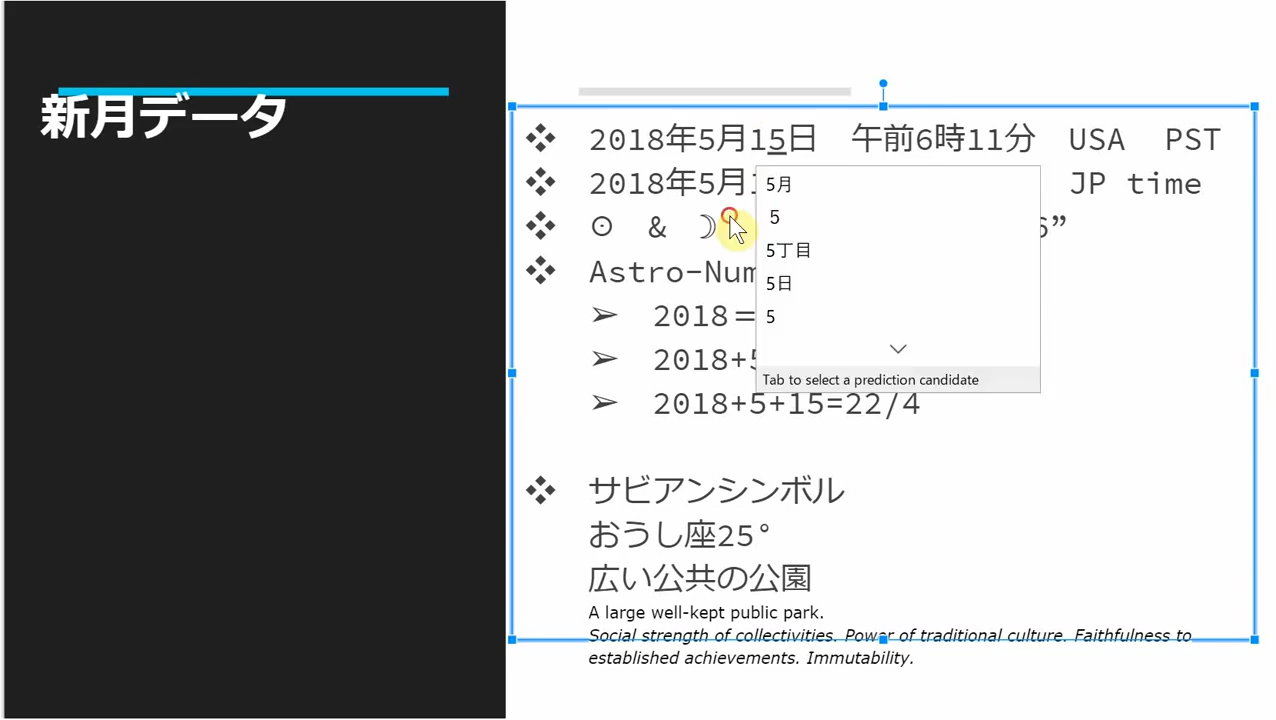 新月データ
2018年5月15日 午前6時11分 USA PST
2018年5月 JP time
☉ & ☽ 6”
Astro-Num
2018=
2018+5
2018+5+15=22/4
5月
5
5丁目
5日
5
Tab to select a prediction candidate
サビアンシンボル
おうし座25°
広い公共の公園
A large well-kept public park.
Social strength of collectivities. Power of traditional culture. Faithfulness to
established achievements. Immutability.